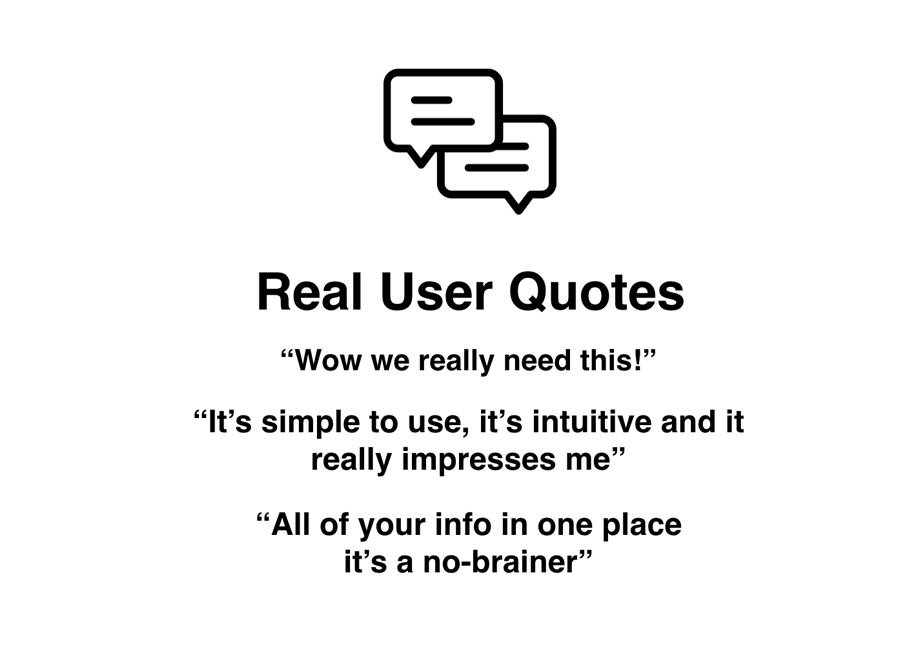 Real User Quotes
“Wow we really need this!”
“It’s simple to use, it’s intuitive and it
really impresses me”
“All of your info in one place
it’s a no-brainer”